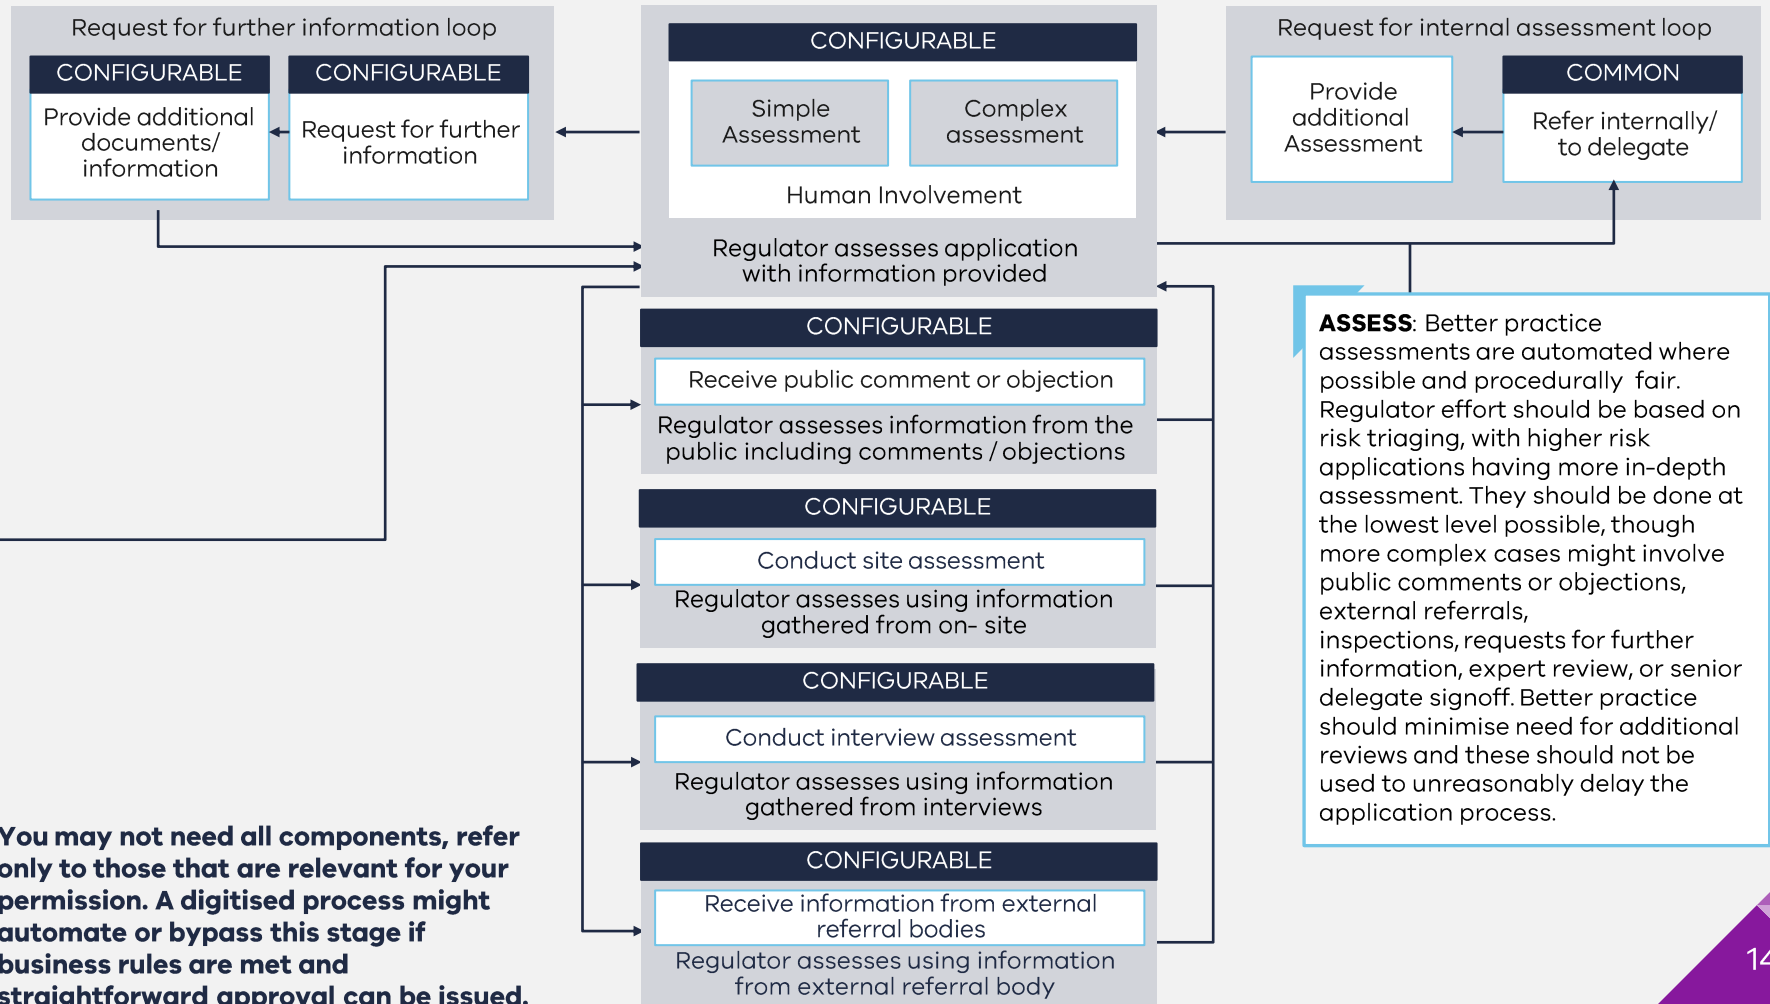 Request for further information loop
CONFIGURABLE
Provide additional
documents/
information
CONFIGURABLE
Request for further
information
CONFIGURABLE
Simple
Assessment
Complex
assessment
Human Involvement
Regulator assesses application
with information provided
Request for internal assessment loop
Provide
additional
Assessment
COMMON
Refer internally/
to delegate
CONFIGURABLE
Receive public comment or objection
Regulator assesses information from the
public including comments / objections
CONFIGURABLE
Conduct site assessment
Regulator assesses using information
gathered from on- site
CONFIGURABLE
Conduct interview assessment
Regulator assesses using information
gathered from interviews
CONFIGURABLE
Receive information from external
referral bodies
Regulator assesses using information
from external referral body
ASSESS: Better practice
assessments are automated where
possible and procedurally fair.
Regulator effort should be based on
risk triaging, with higher risk
applications having more in-depth
assessment. They should be done at
the lowest level possible, though
more complex cases might involve
public comments or objections,
external referrals,
inspections, requests for further
information, expert review, or senior
delegate signoff. Better practice
should minimise need for additional
reviews and these should not be
used to unreasonably delay the
application process.
You may not need all components, refer
only to those that are relevant for your
permission. A digitised process might
automate or bypass this stage if
business rules are met and
straightforward approval can be issued.
14